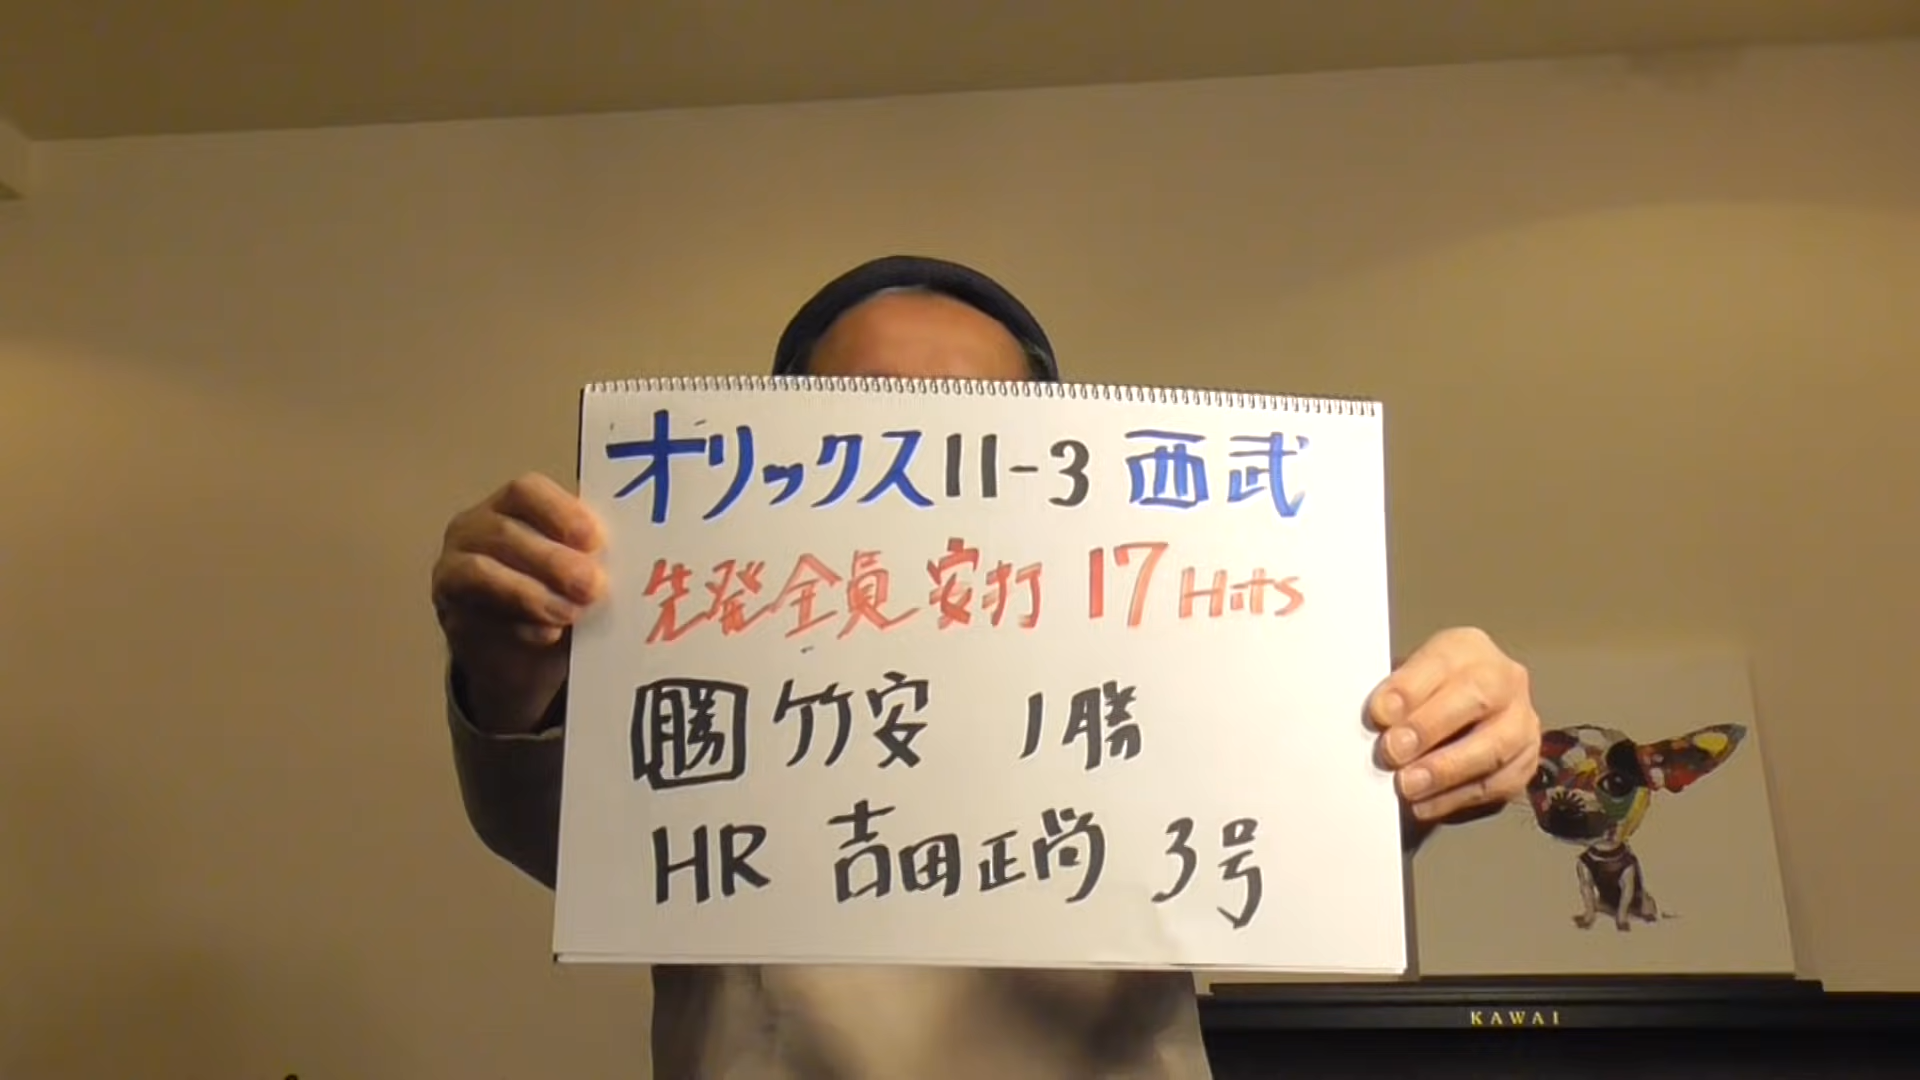 オリックス 11-3 西武
先発全員安打 17 Hits
勝 竹安 1勝
HR 吉田正尚 3号
KAWAI